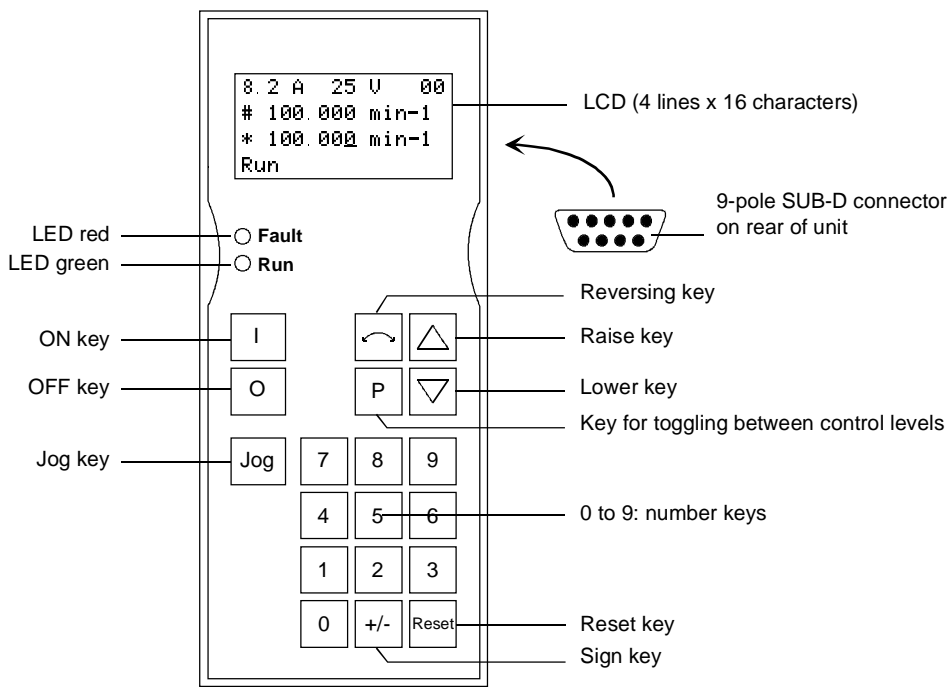 8.2 A 25 V 00
# 100.000 min-1
* 100.000 min-1
Run
LCD (4 lines x 16 characters)
9-pole SUB-D connector
on rear of unit
LED red
Fault
LED green
Run
Reversing key
ON key
I
Raise key
OFF key
O
P
Lower key
Key for toggling between control levels
Jog key
Jog
7
8
9
4
5
6
0 to 9: number keys
1
2
3
0
+/-
Reset
Reset key
Sign key